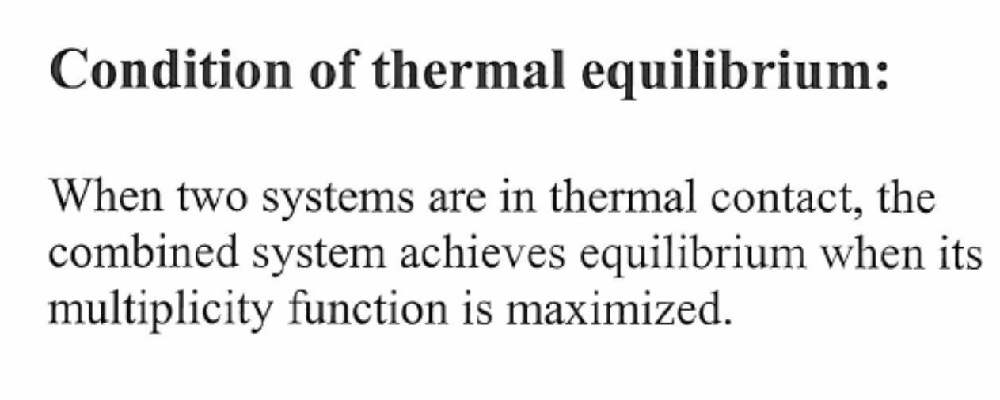 Condition of thermal equilibrium:
When two systems are in thermal contact, the
combined system achieves equilibrium when its
multiplicity function is maximized.